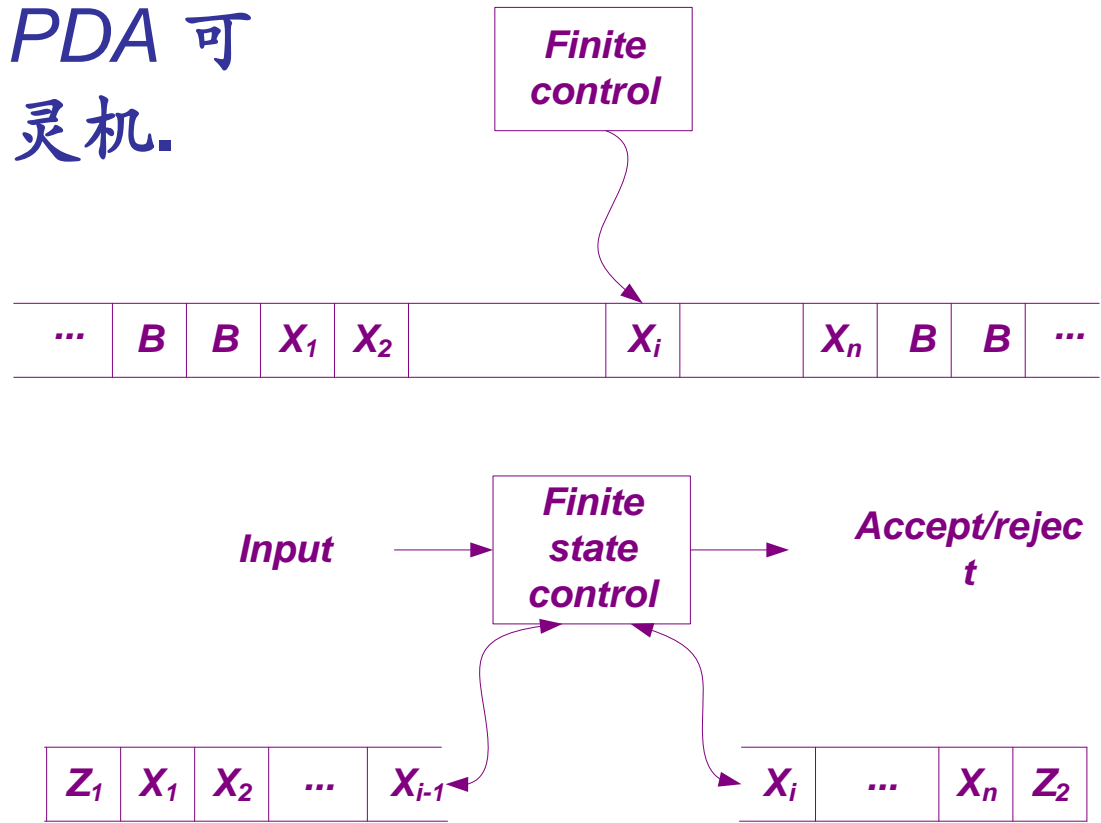 PDA 可
灵机.
Finite
control
... B B X₁ X₂ Xᵢ Xₙ B B ...
Input
Finite
state
control
Accept/rejec
t
Z₁ X₁ X₂ ... Xᵢ₋₁
Xᵢ ... Xₙ Z₂